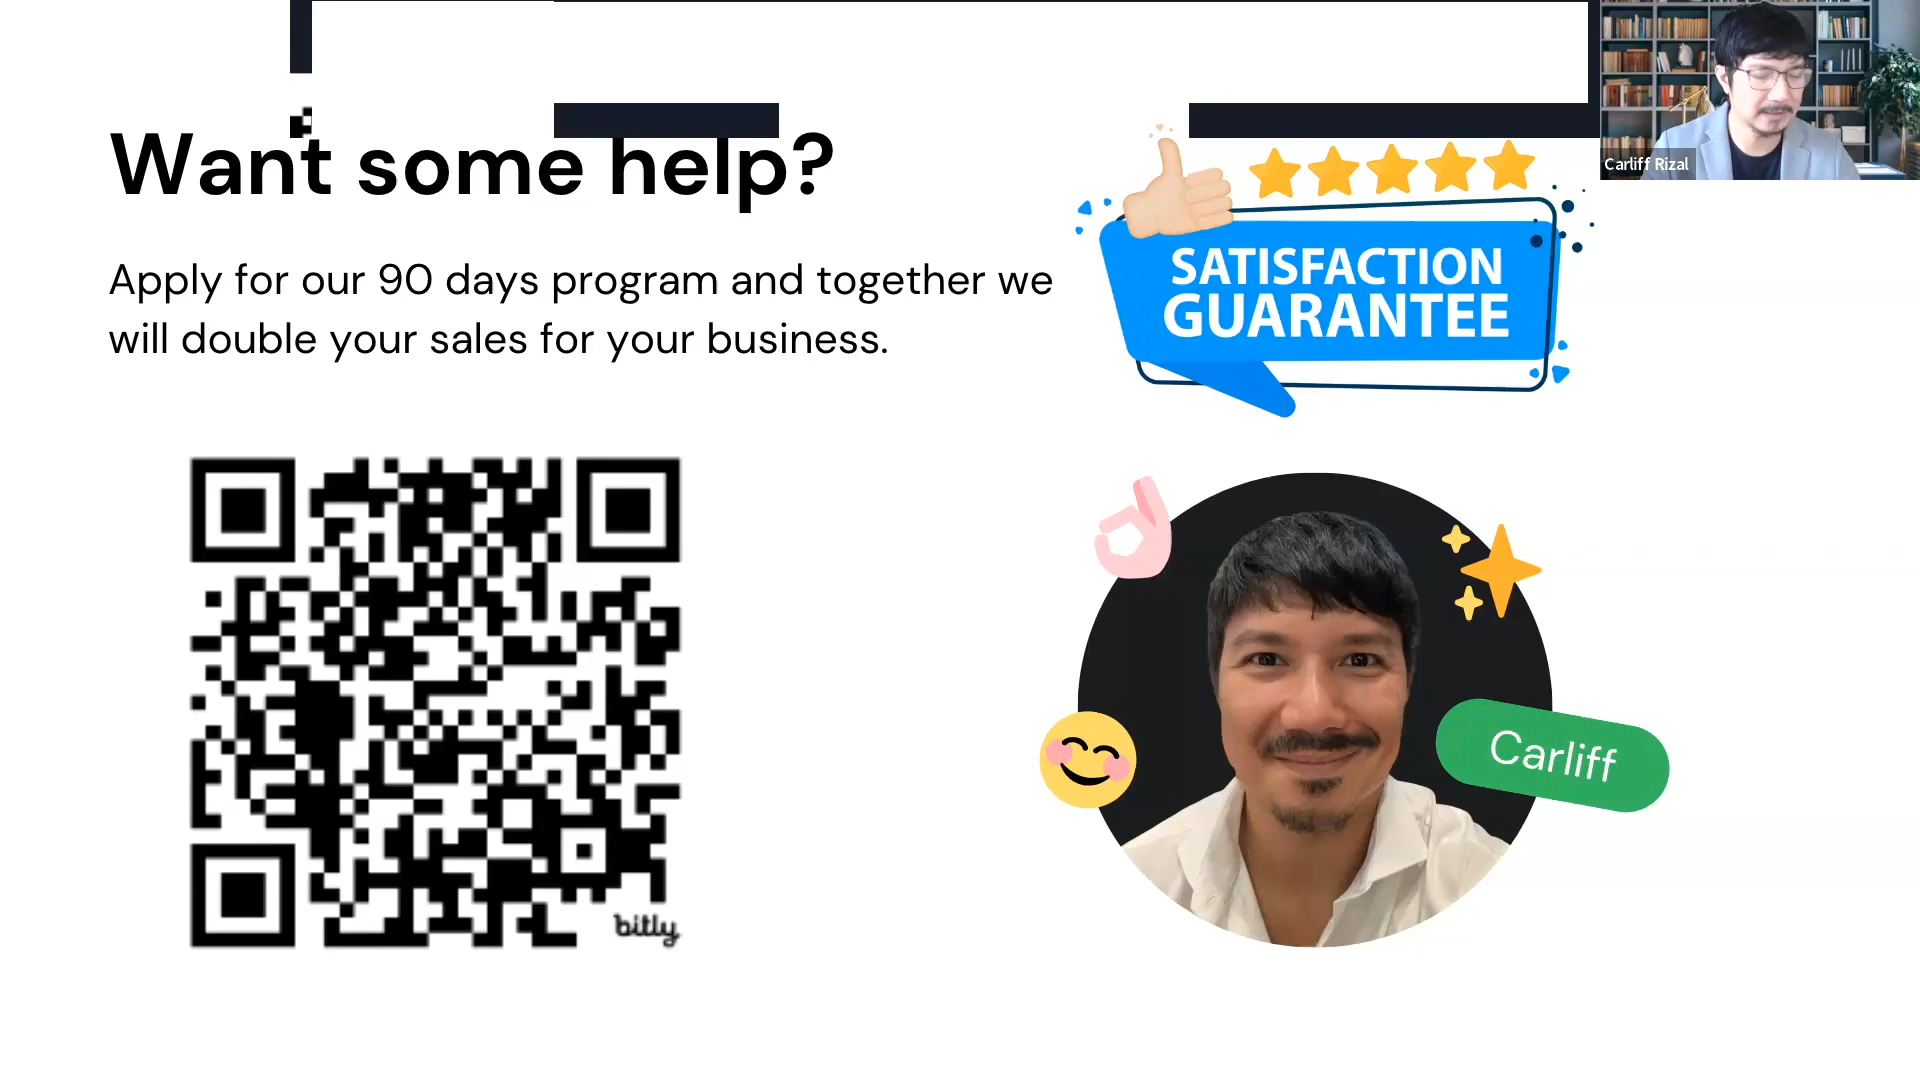 Want some help?
Apply for our 90 days program and together we
will double your sales for your business.
SATISFACTION
GUARANTEE
Carliff Rizal
Carliff
bitly